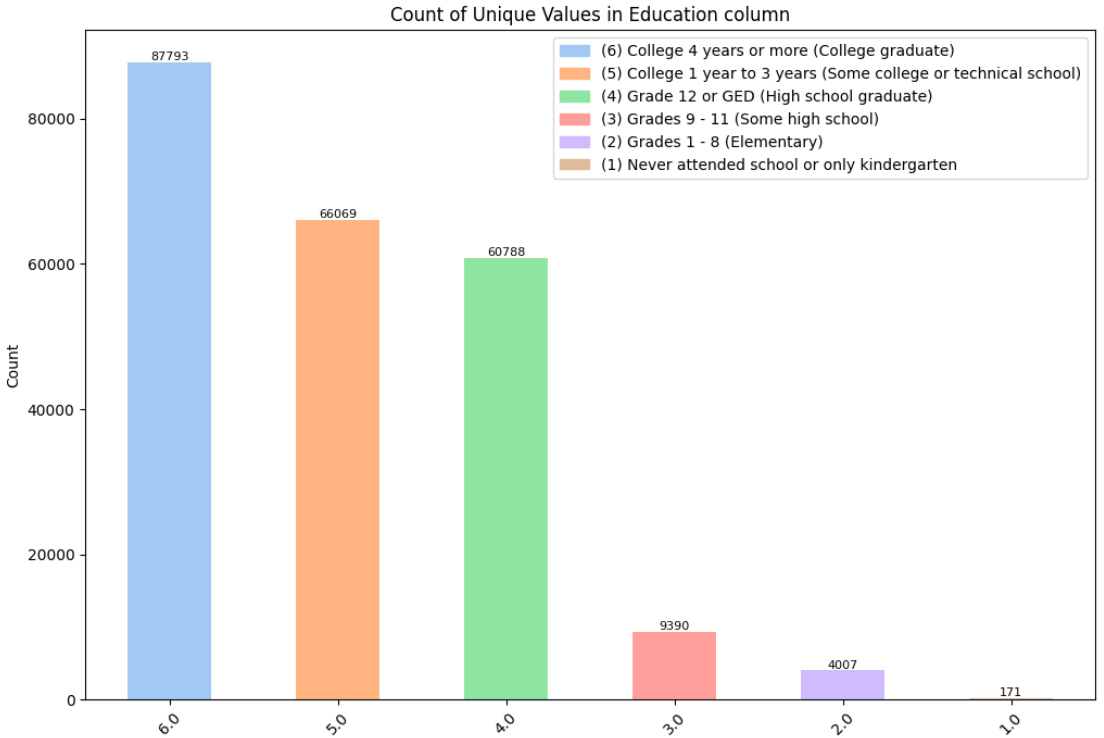 Count of Unique Values in Education column
(6) College 4 years or more (College graduate)
(5) College 1 year to 3 years (Some college or technical school)
(4) Grade 12 or GED (High school graduate)
(3) Grades 9 - 11 (Some high school)
(2) Grades 1 - 8 (Elementary)
(1) Never attended school or only kindergarten
Count
80000
60000
40000
20000
0
87793
66069
60788
9390
4007
171
6.0
5.0
4.0
3.0
2.0
1.0